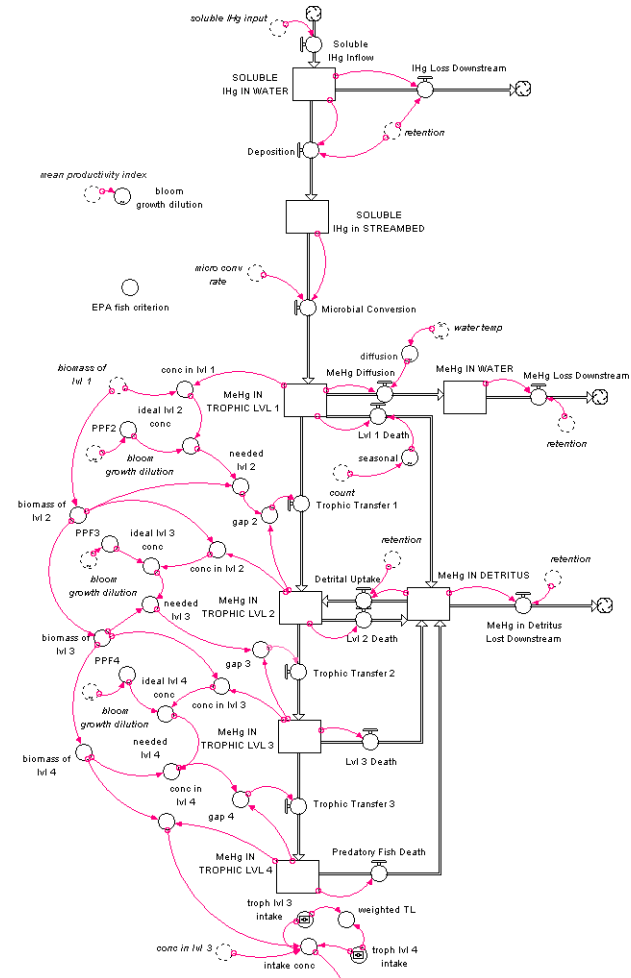 soluble IHg input
Soluble
IHg Inflow
SOLUBLE
IHg IN WATER
IHg Loss Downstream
retention
Deposition
mean productivity index
bloom
growth dilution
SOLUBLE
IHg in STREAMBED
micro conv
rate
Microbial Conversion
EPA fish criterion
water temp
diffusion
MeHg Diffusion
MeHg IN WATER
MeHg Loss Downstream
retention
biomass of
lvl 1
conc in lvl 1
MeHg IN
TROPHIC LVL 1
Lvl 1 Death
seasonal
count
ideal lvl 2
conc
PPF2
bloom
growth dilution
needed
lvl 2
biomass of
lvl 2
gap 2
Trophic Transfer 1
PPF3
ideal lvl 3
conc
bloom
growth dilution
conc in lvl 2
needed
lvl 3
retention
Detrital Uptake
MeHg IN DETRITUS
retention
MeHg IN
TROPHIC LVL 2
Lvl 2 Death
MeHg in Detritus
Lost Downstream
biomass of
lvl 3
gap 3
Trophic Transfer 2
PPF4
ideal lvl 4
conc
bloom
growth dilution
conc in lvl 3
needed
lvl 4
MeHg IN
TROPHIC LVL 3
Lvl 3 Death
biomass of
lvl 4
conc in
lvl 4
gap 4
Trophic Transfer 3
MeHg IN
TROPHIC LVL 4
Predatory Fish Death
troph lvl 3
intake
weighted TL
conc in lvl 3
intake conc
troph lvl 4
intake